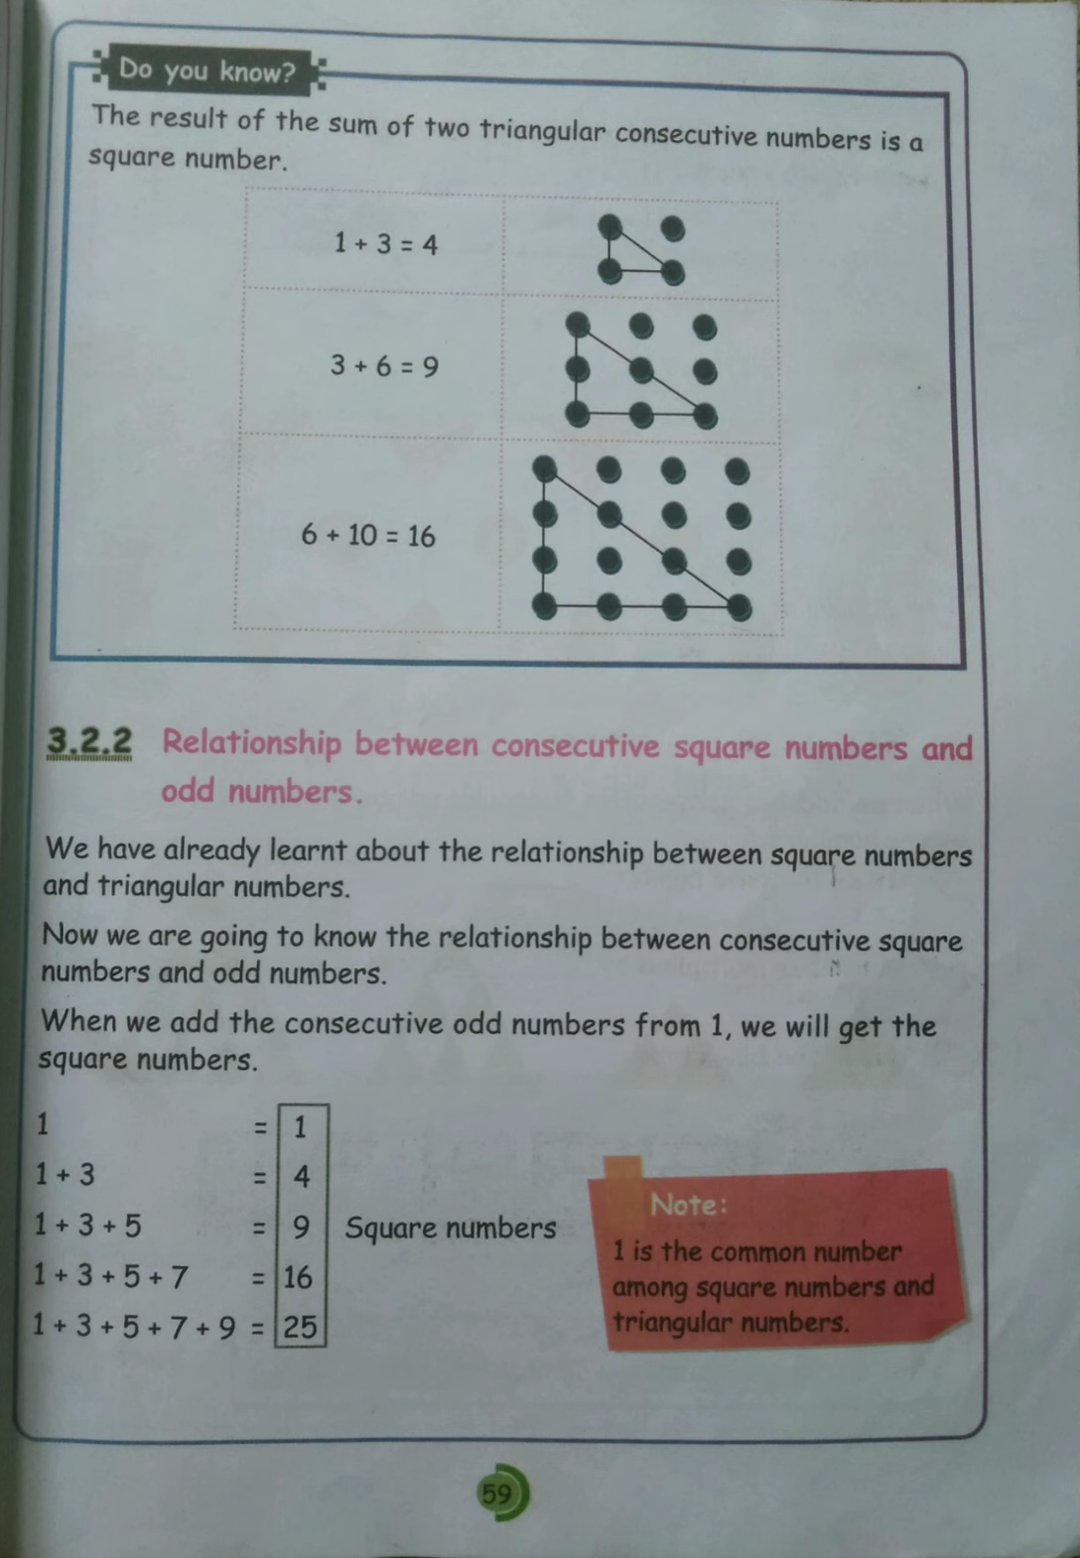 Do you know?
The result of the sum of two triangular consecutive numbers is a
square number.
1 + 3 = 4
3 + 6 = 9
6 + 10 = 16
3.2.2 Relationship between consecutive square numbers and
odd numbers.
We have already learnt about the relationship between square numbers
and triangular numbers.
Now we are going to know the relationship between consecutive square
numbers and odd numbers.
When we add the consecutive odd numbers from 1, we will get the
square numbers.
1 = 1
1 + 3 = 4
1 + 3 + 5 = 9 Square numbers
1 + 3 + 5 + 7 = 16
1 + 3 + 5 + 7 + 9 = 25
Note:
1 is the common number
among square numbers and
triangular numbers.
59